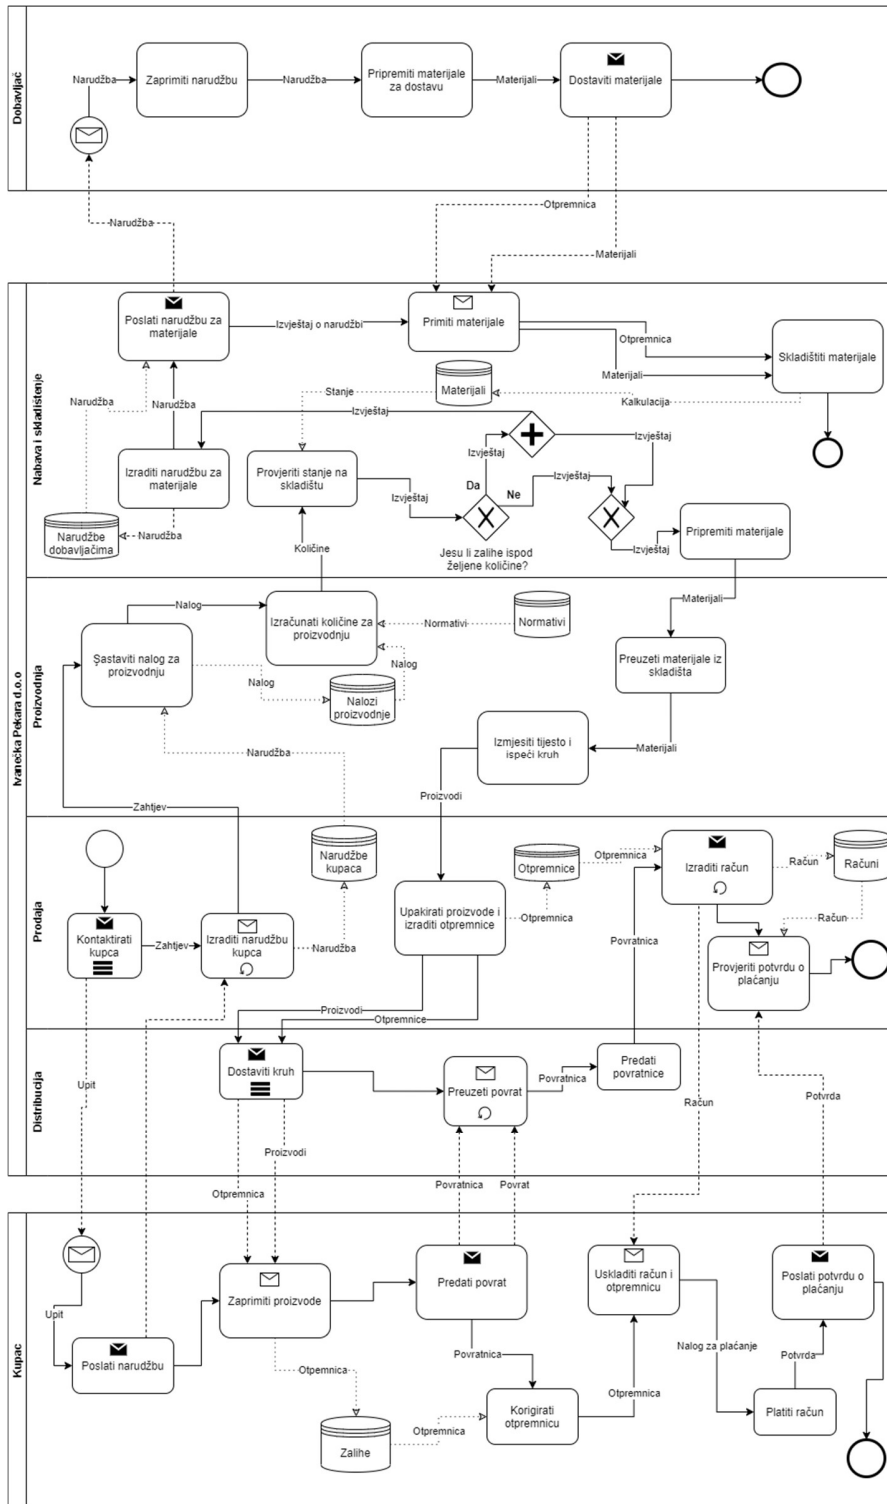 Dobavljač
Narudžba
Zaprimiti narudžbu
Narudžba
Pripremiti materijale
za dostavu
Materijali
Dostaviti materijale
Narudžba
Otpremnica
Materijali
Ivanečka Pekara d.o.o
Nabava i skladištenje
Poslati narudžbu za
materijale
Izvještaj o narudžbi
Primiti materijale
Otpremnica
Materijali
Skladištiti materijale
Narudžba
Narudžba
Stanje
Materijali
Kalkulacija
Izvještaj
Izraditi narudžbu za
materijale
Provjeriti stanje na
skladištu
Izvještaj
Da
Izvještaj
Ne
Izvještaj
Izvještaj
Narudžbe
dobavljačima
Narudžba
Količine
Jesu li zalihe ispod
željene količine?
Izvještaj
Pripremiti materijale
Proizvodnja
Nalog
Izračunati količine za
proizvodnju
Normativi
Normativi
Materijali
Sastaviti nalog za
proizvodnju
Nalog
Nalog
Nalozi
proizvodnje
Preuzeti materijale iz
skladišta
Narudžba
Izmjesiti tijesto i
ispeći kruh
Materijali
Proizvodi
Zahtjev
Prodaja
Narudžbe
kupaca
Otpremnice
Otpremnica
Izraditi račun
Račun
Računi
Kontaktirati
kupca
Zahtjev
Izraditi narudžbu
kupca
Narudžba
Upakirati proizvode i
izraditi otpremnice
Otpremnica
Povratnica
Račun
Provjeriti potvrdu o
plaćanju
Proizvodi
Otpremnice
Distribucija
Dostaviti kruh
Preuzeti povrat
Povratnica
Predati
povratnice
Upit
Račun
Potvrda
Proizvodi
Otpremnica
Povratnica
Povrat
Kupac
Upit
Poslati narudžbu
Zaprimiti proizvode
Predati povrat
Uskladiti račun i
otpremnicu
Poslati potvrdu o
plaćanju
Otpemnica
Povratnica
Nalog za plaćanje
Potvrda
Zalihe
Otpremnica
Korigirati
otpremnicu
Otpremnica
Platiti račun